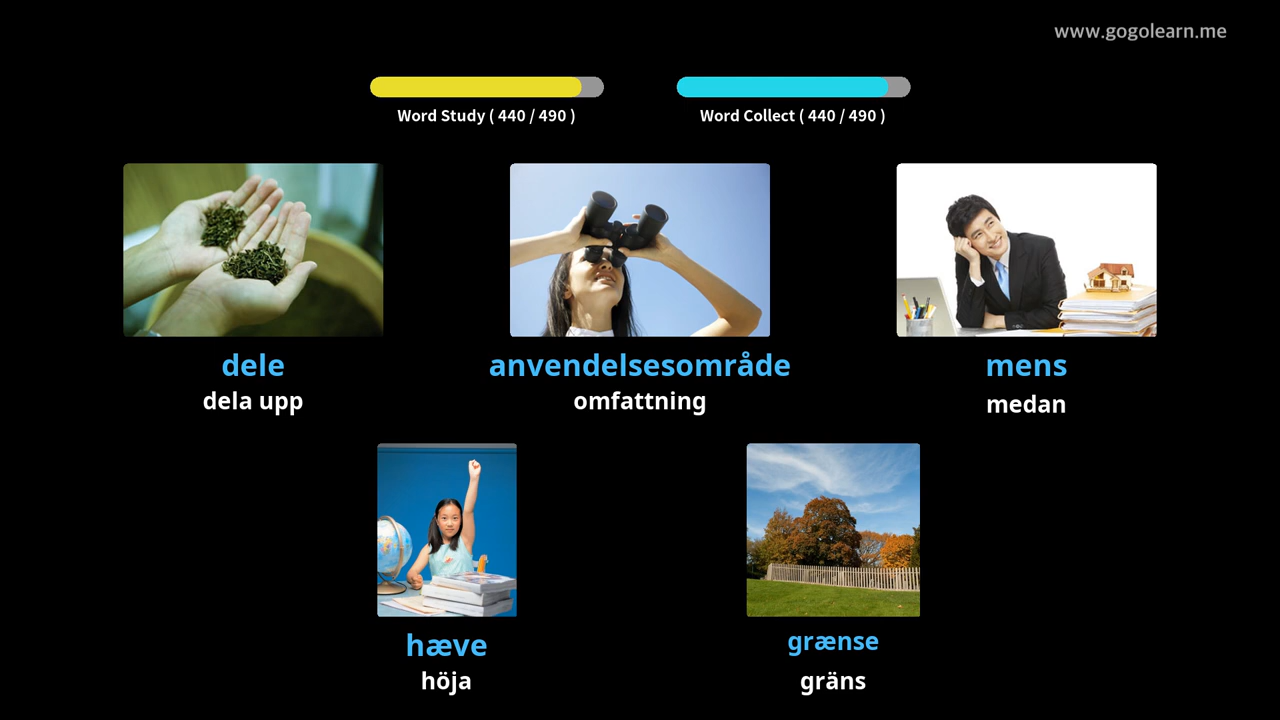 www.gogolearn.me
Word Study ( 440 / 490 )
Word Collect ( 440 / 490 )
dele
dela upp
anvendelsesområde
omfattning
mens
medan
hæve
höja
grænse
gräns